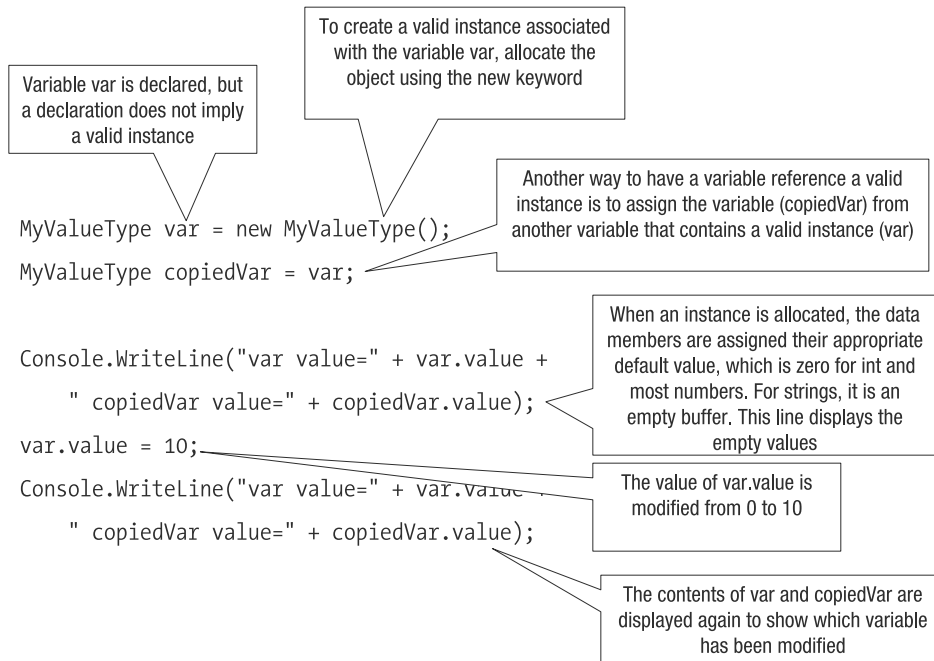 To create a valid instance associated
with the variable var, allocate the
object using the new keyword
Variable var is declared, but
a declaration does not imply
a valid instance
Another way to have a variable reference a valid
instance is to assign the variable (copiedVar) from
another variable that contains a valid instance (var)
MyValueType var = new MyValueType();
MyValueType copiedVar = var;
When an instance is allocated, the data
members are assigned their appropriate
default value, which is zero for int and
most numbers. For strings, it is an
empty buffer. This line displays the
empty values
Console.WriteLine("var value=" + var.value +
" copiedVar value=" + copiedVar.value);
var.value = 10;
The value of var.value is
modified from 0 to 10
Console.WriteLine("var value=" + var.value +
" copiedVar value=" + copiedVar.value);
The contents of var and copiedVar are
displayed again to show which variable
has been modified